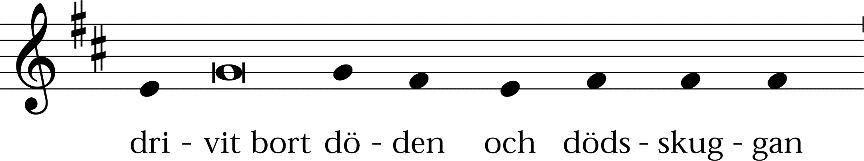 dri - vit bort dö - den och döds - skug - gan